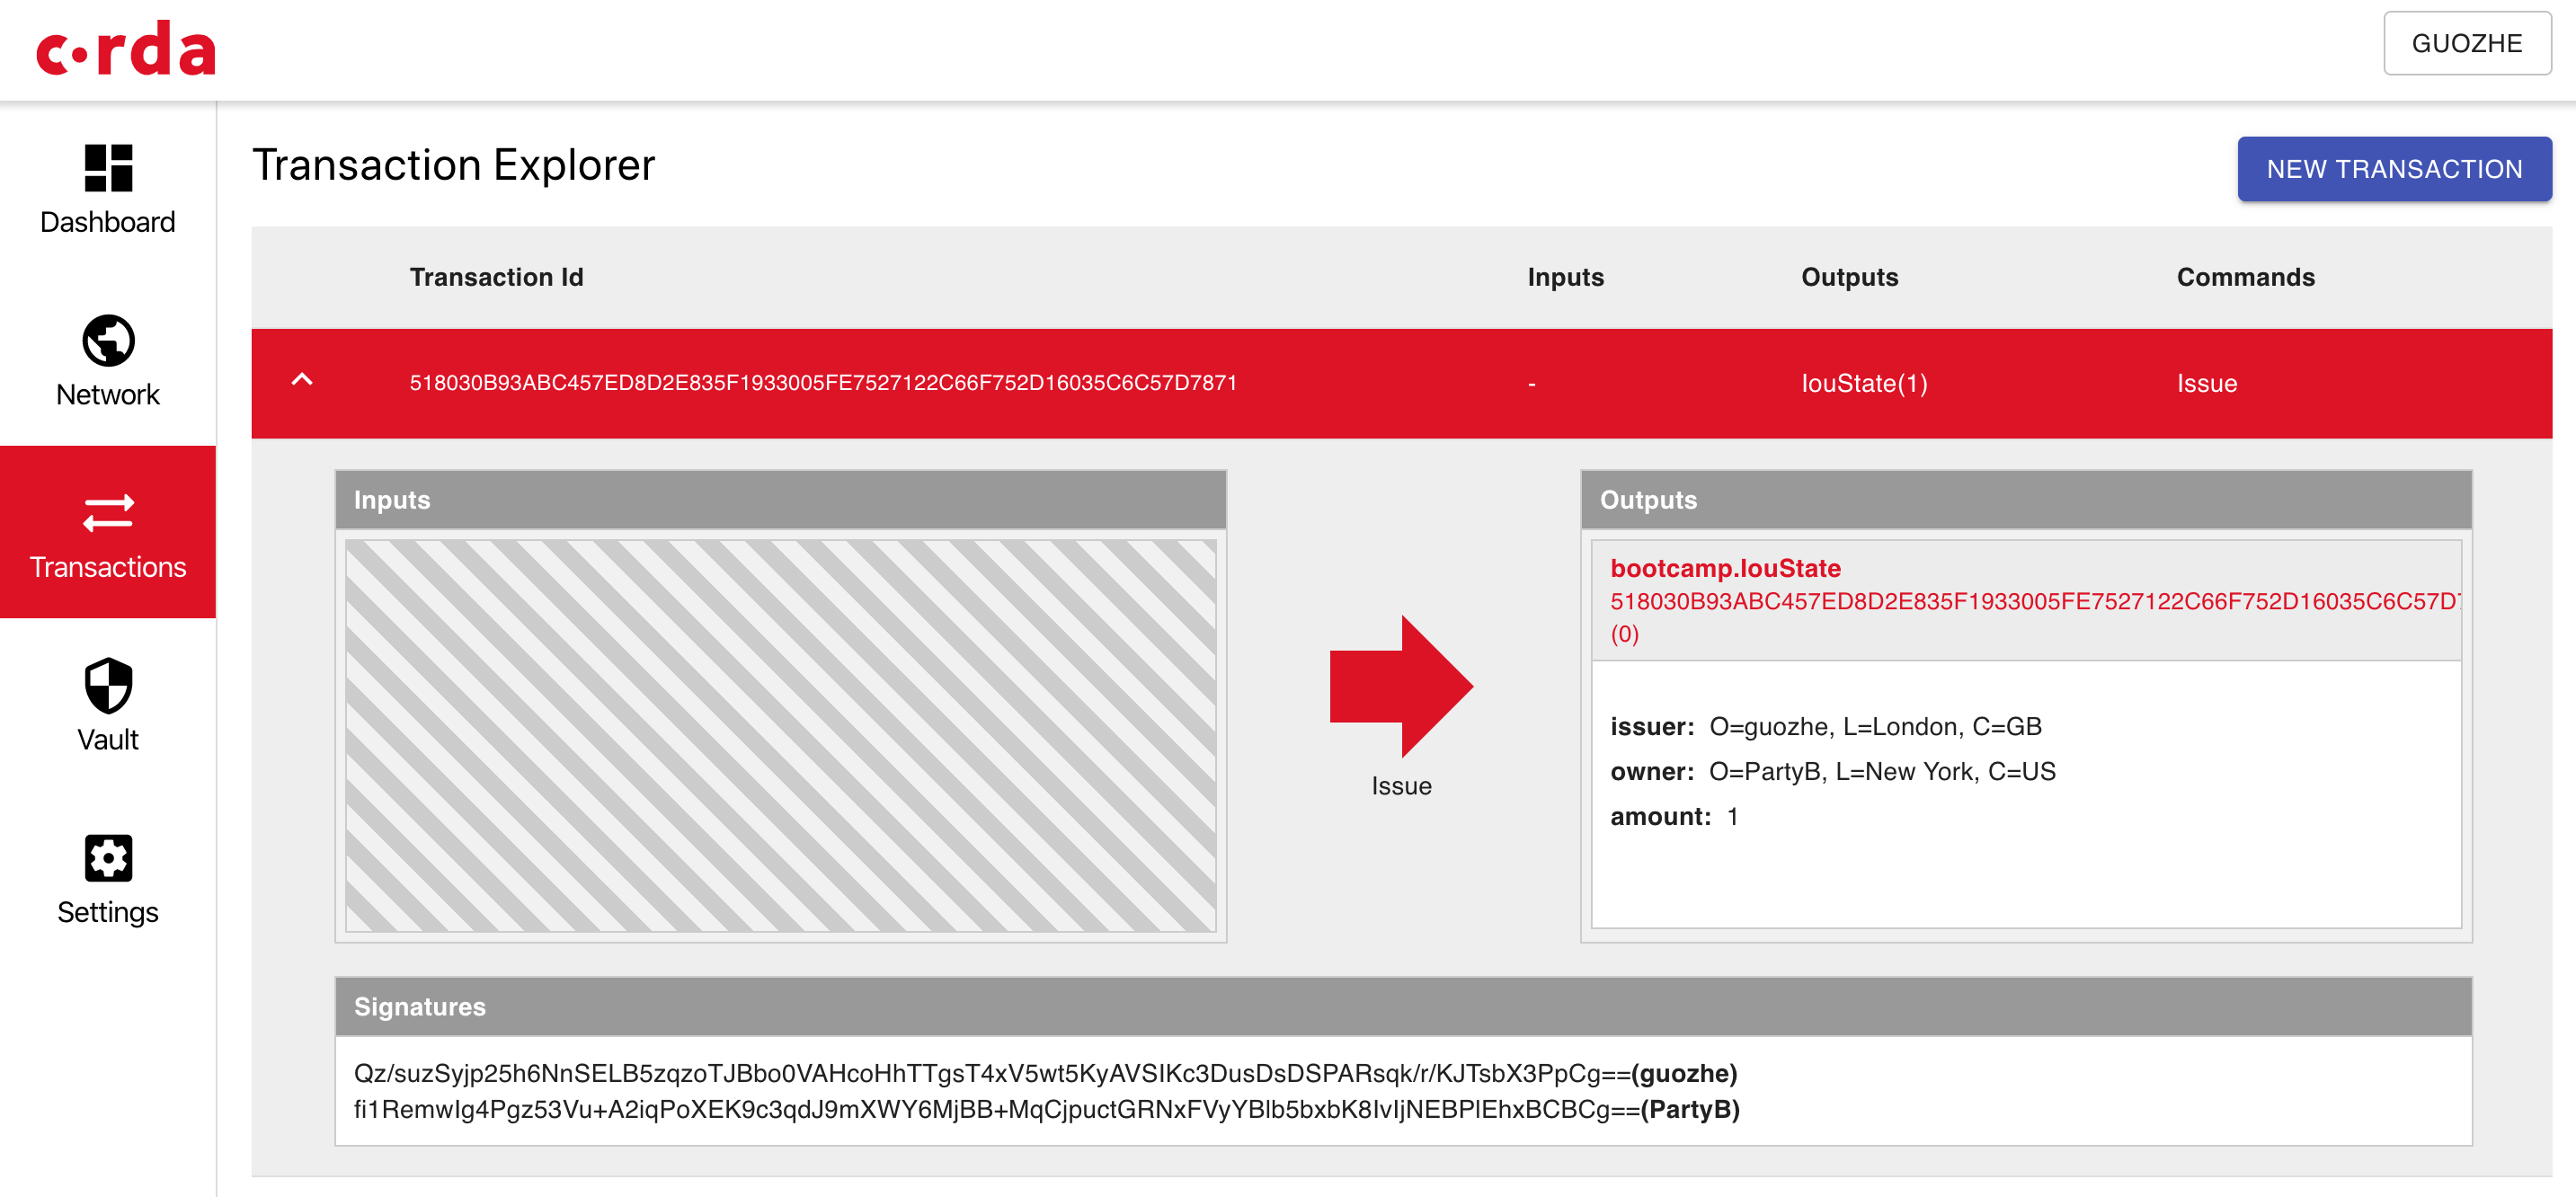 c·rda
GUOZHE
Dashboard
Network
Transactions
Vault
Settings
Transaction Explorer
NEW TRANSACTION
Transaction Id Inputs Outputs Commands
518030B93ABC457ED8D2E835F1933005FE7527122C66F752D16035C6C57D7871 - IouState(1) Issue
Inputs
Issue
Outputs
bootcamp.IouState
518030B93ABC457ED8D2E835F1933005FE7527122C66F752D16035C6C57D7
(0)
issuer: O=guozhe, L=London, C=GB
owner: O=PartyB, L=New York, C=US
amount: 1
Signatures
Qz/suzSyjp25h6NnSELB5zqzoTJBbo0VAHcoHhTTgsT4xV5wt5KyAVSIKc3DusDsDSPARsqk/r/KJTsbX3PpCg==(guozhe)
fi1RemwIg4Pgz53Vu+A2iqPoXEK9c3qdJ9mXWY6MjBB+MqCjpuctGRNxFVyYBlb5bxbK8IvIjNEBPlEhxBCBCg==(PartyB)